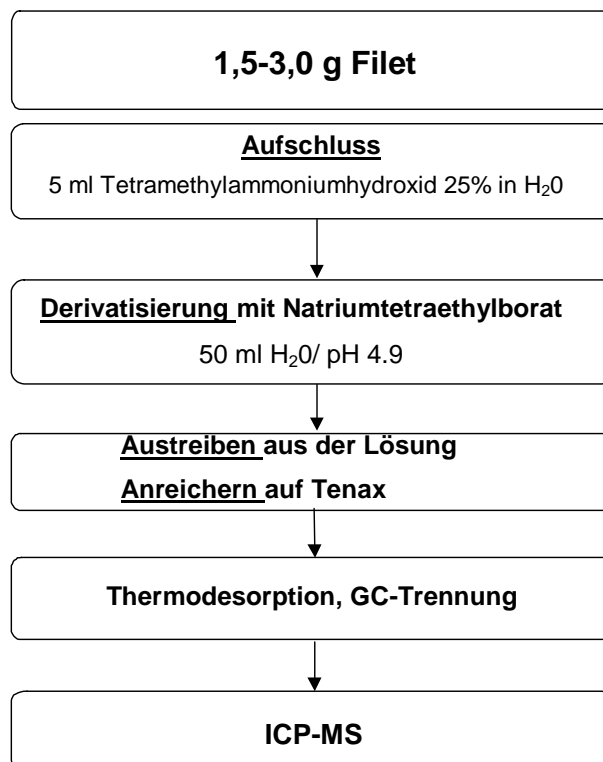 1,5-3,0 g Filet
Aufschluss
5 ml Tetramethylammoniumhydroxid 25% in H₂0
Derivatisierung mit Natriumtetraethylborat
50 ml H₂0/ pH 4.9
Austreiben aus der Lösung
Anreichern auf Tenax
Thermodesorption, GC-Trennung
ICP-MS